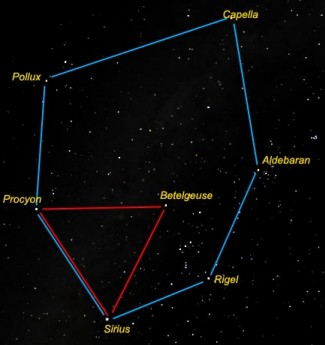 Capella
Pollux
Aldebaran
Procyon
Betelgeuse
Rigel
Sirius